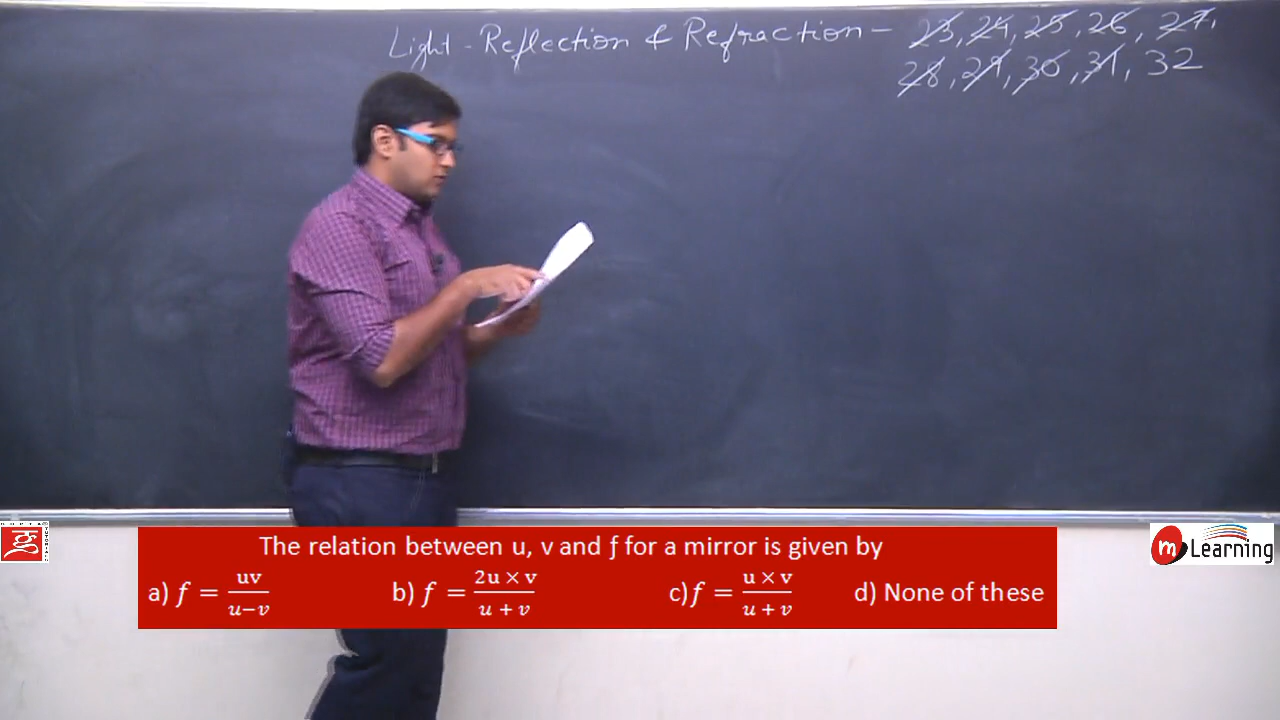 Light - Reflection & Refraction - 23, 24, 25, 26, 27,
28, 29, 30, 31, 32
The relation between u, v and ƒ for a mirror is given by
a) f = uv/u−v b) f = 2u × v/u + v c) f = u × v/u + v d) None of these
m Learning